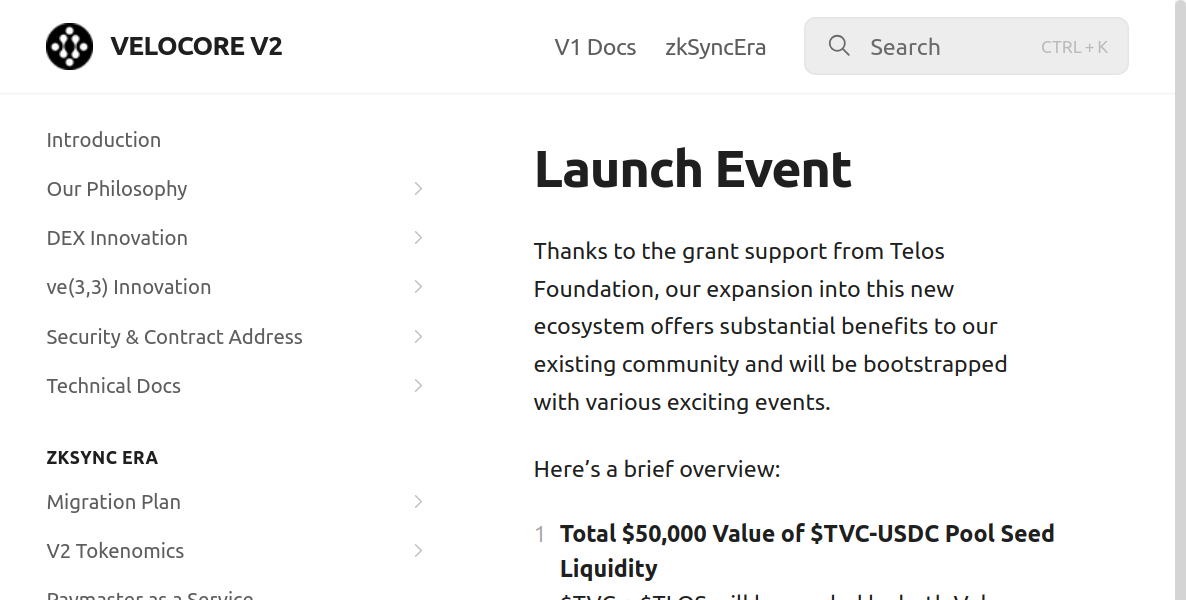 VELOCORE V2
V1 Docs
zkSyncEra
Search
CTRL + K
Introduction
Our Philosophy
DEX Innovation
ve(3,3) Innovation
Security & Contract Address
Technical Docs
ZKSYNC ERA
Migration Plan
V2 Tokenomics
Paymaster as a Service
Launch Event
Thanks to the grant support from Telos
Foundation, our expansion into this new
ecosystem offers substantial benefits to our
existing community and will be bootstrapped
with various exciting events.
Here’s a brief overview:
1 Total $50,000 Value of $TVC-USDC Pool Seed
Liquidity